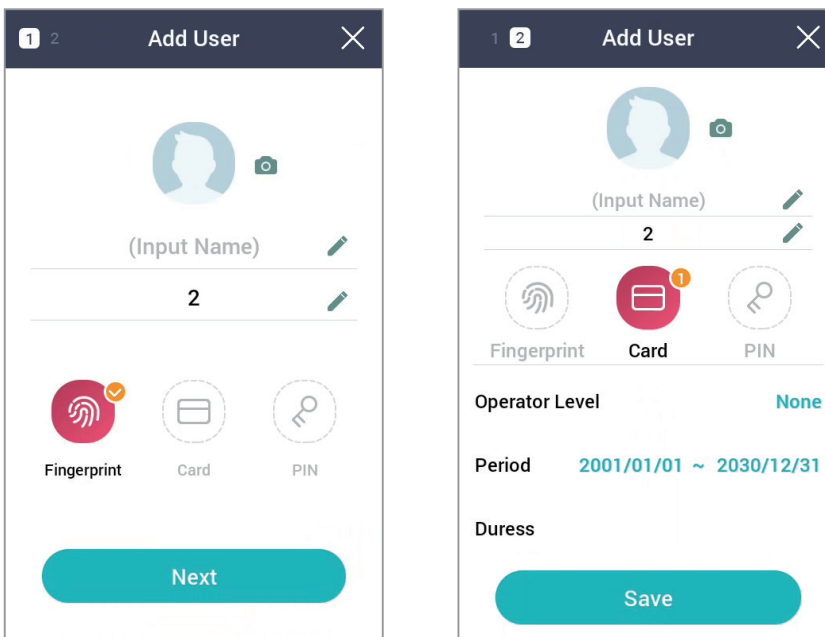 1 2 Add User
(Input Name)
2
Fingerprint Card PIN
Next
1 2 Add User
(Input Name)
2
1
Fingerprint Card PIN
Operator Level None
Period 2001/01/01 ~ 2030/12/31
Duress
Save